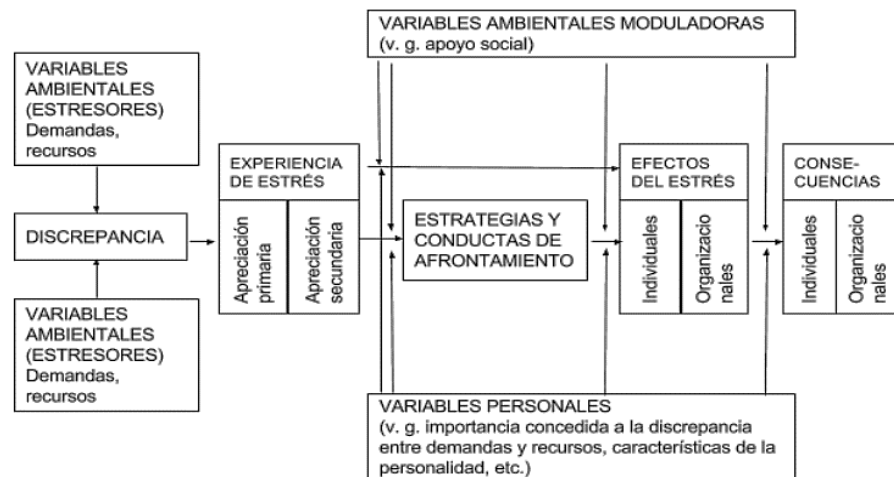 VARIABLES AMBIENTALES MODULADORAS
(v. g. apoyo social)
VARIABLES
AMBIENTALES
(ESTRESORES)
Demandas,
recursos
DISCREPANCIA
VARIABLES
AMBIENTALES
(ESTRESORES)
Demandas,
recursos
EXPERIENCIA
DE ESTRÉS
Apreciación
primaria
Apreciación
secundaria
ESTRATEGIAS Y
CONDUCTAS DE
AFRONTAMIENTO
EFECTOS
DEL ESTRÉS
Individuales
Organizacio
nales
CONSE-
CUENCIAS
Individuales
Organizacio
nales
VARIABLES PERSONALES
(v. g. importancia concedida a la discrepancia
entre demandas y recursos, características de la
personalidad, etc.)